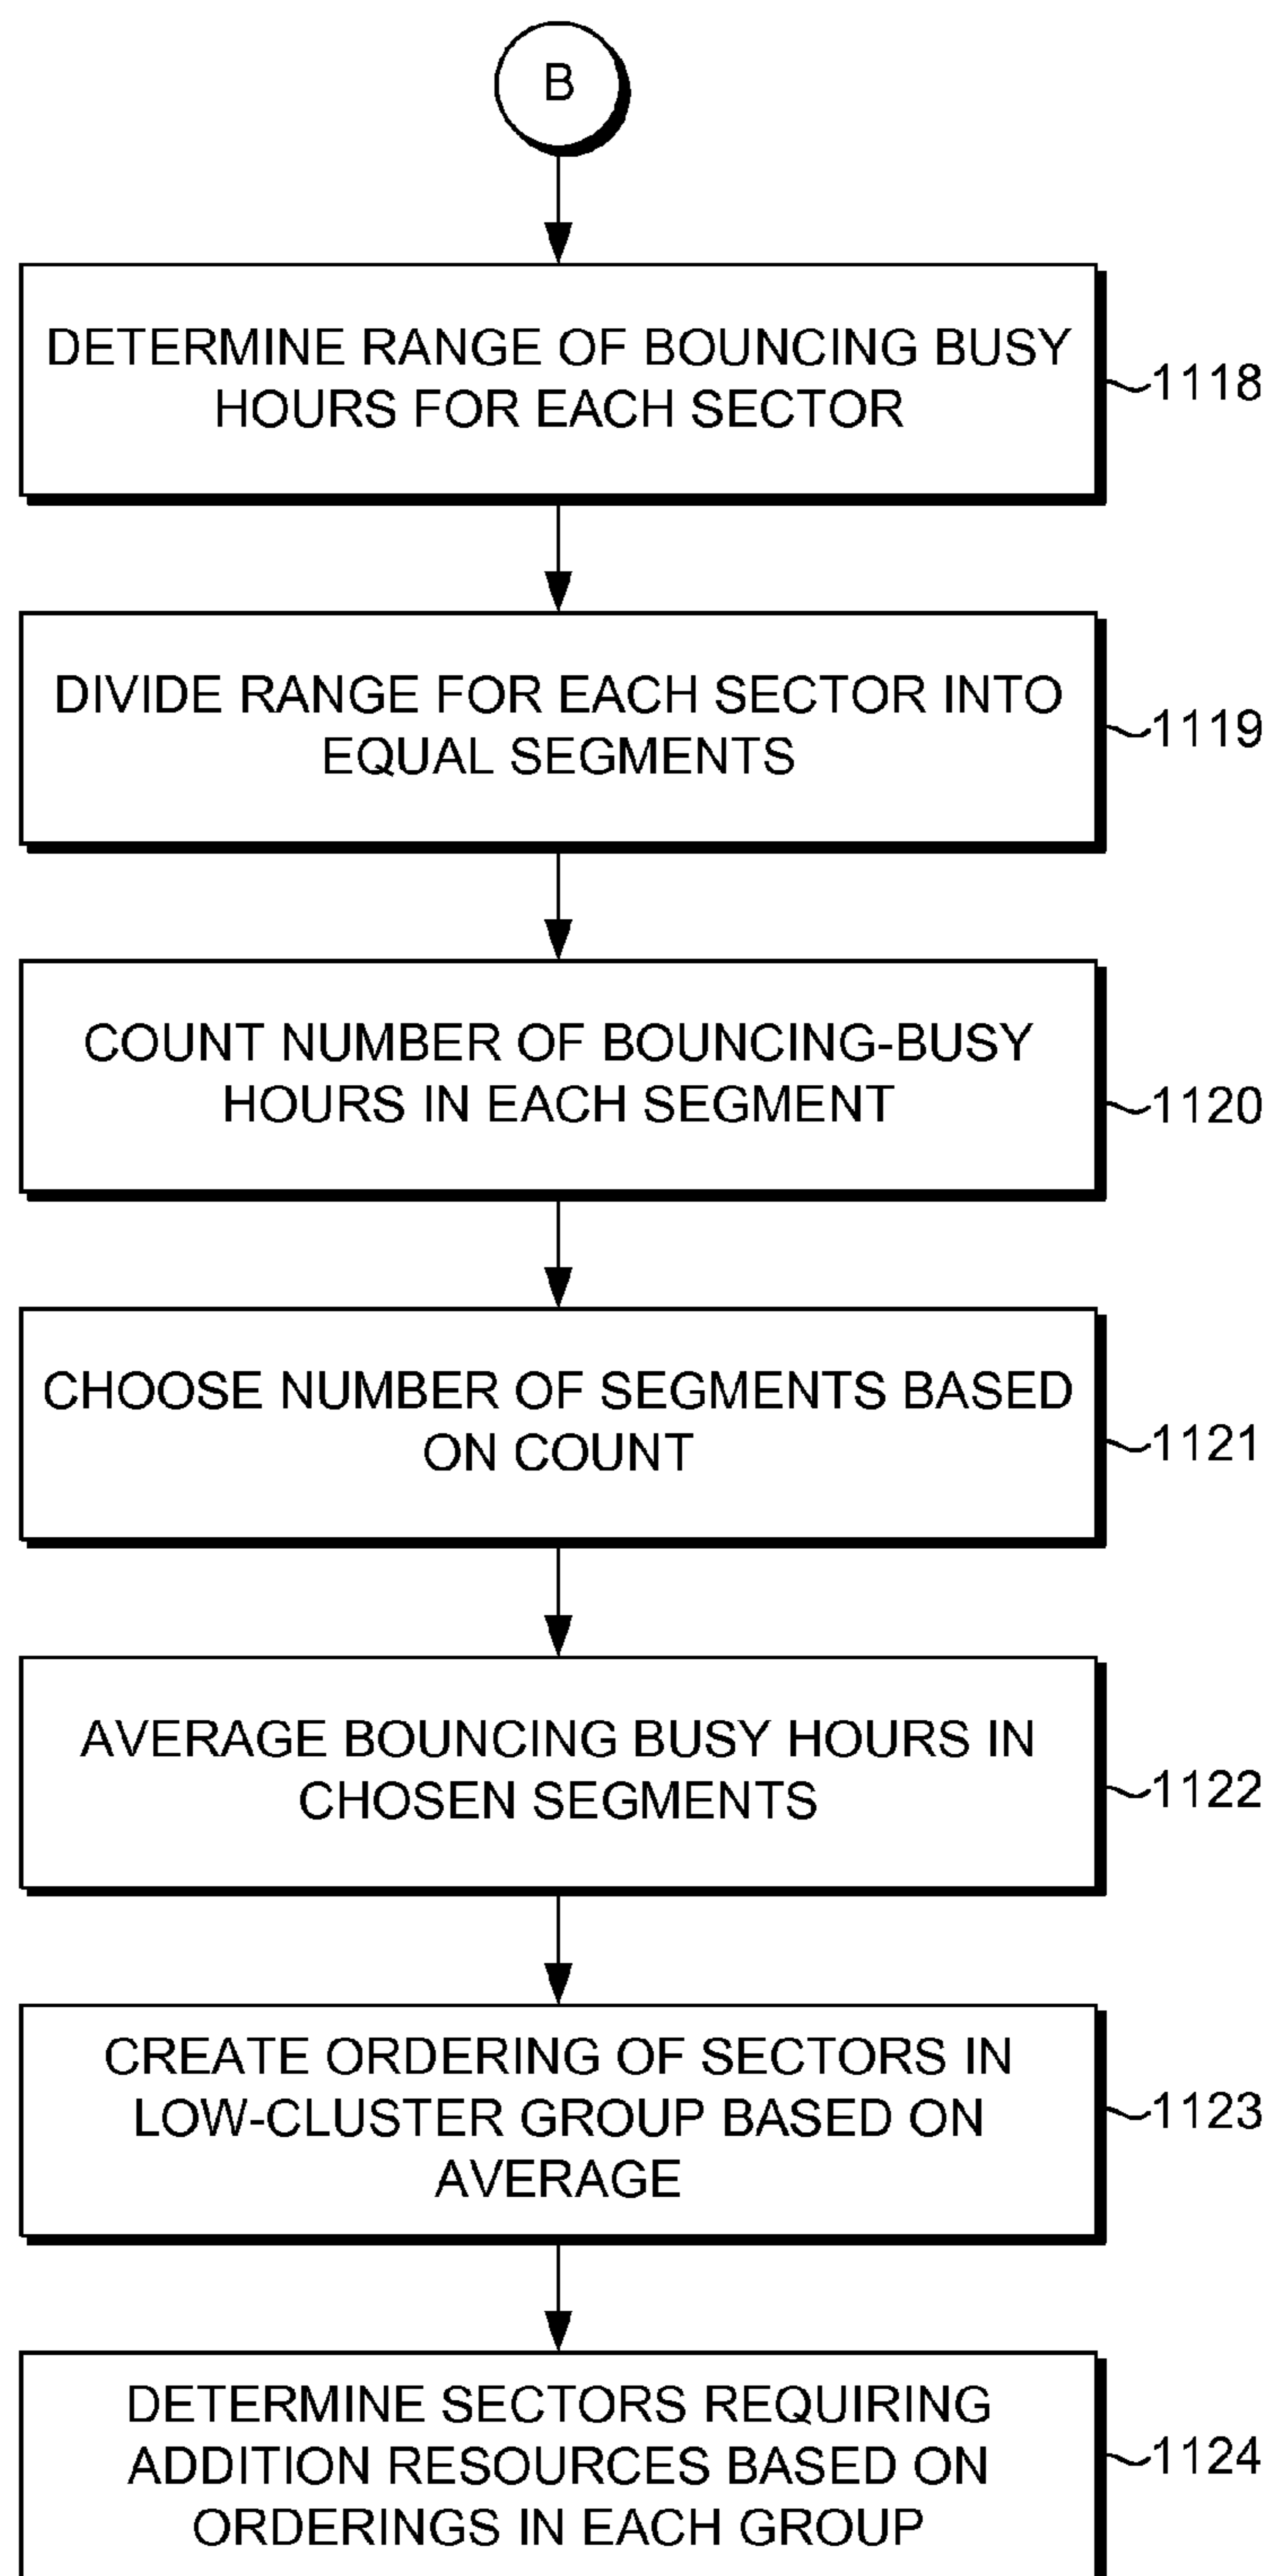 B
DETERMINE RANGE OF BOUNCING BUSY
HOURS FOR EACH SECTOR
1118
DIVIDE RANGE FOR EACH SECTOR INTO
EQUAL SEGMENTS
1119
COUNT NUMBER OF BOUNCING-BUSY
HOURS IN EACH SEGMENT
1120
CHOOSE NUMBER OF SEGMENTS BASED
ON COUNT
1121
AVERAGE BOUNCING BUSY HOURS IN
CHOSEN SEGMENTS
1122
CREATE ORDERING OF SECTORS IN
LOW-CLUSTER GROUP BASED ON
AVERAGE
1123
DETERMINE SECTORS REQUIRING
ADDITION RESOURCES BASED ON
ORDERINGS IN EACH GROUP
1124